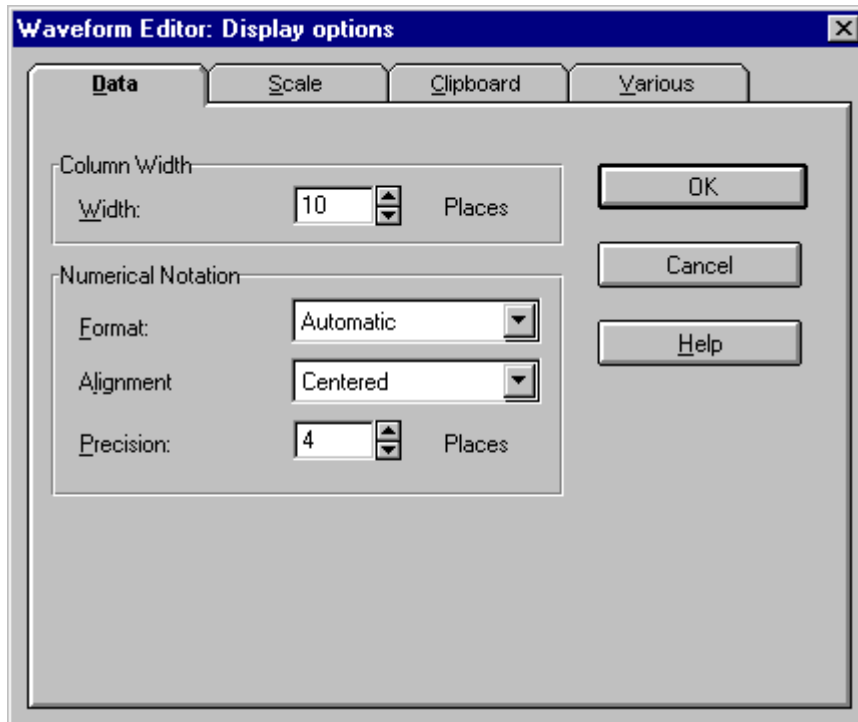 Waveform Editor: Display options
Data Scale Clipboard Various
Column Width
Width: 10 Places
OK
Cancel
Numerical Notation
Format: Automatic
Help
Alignment Centered
Precision: 4 Places